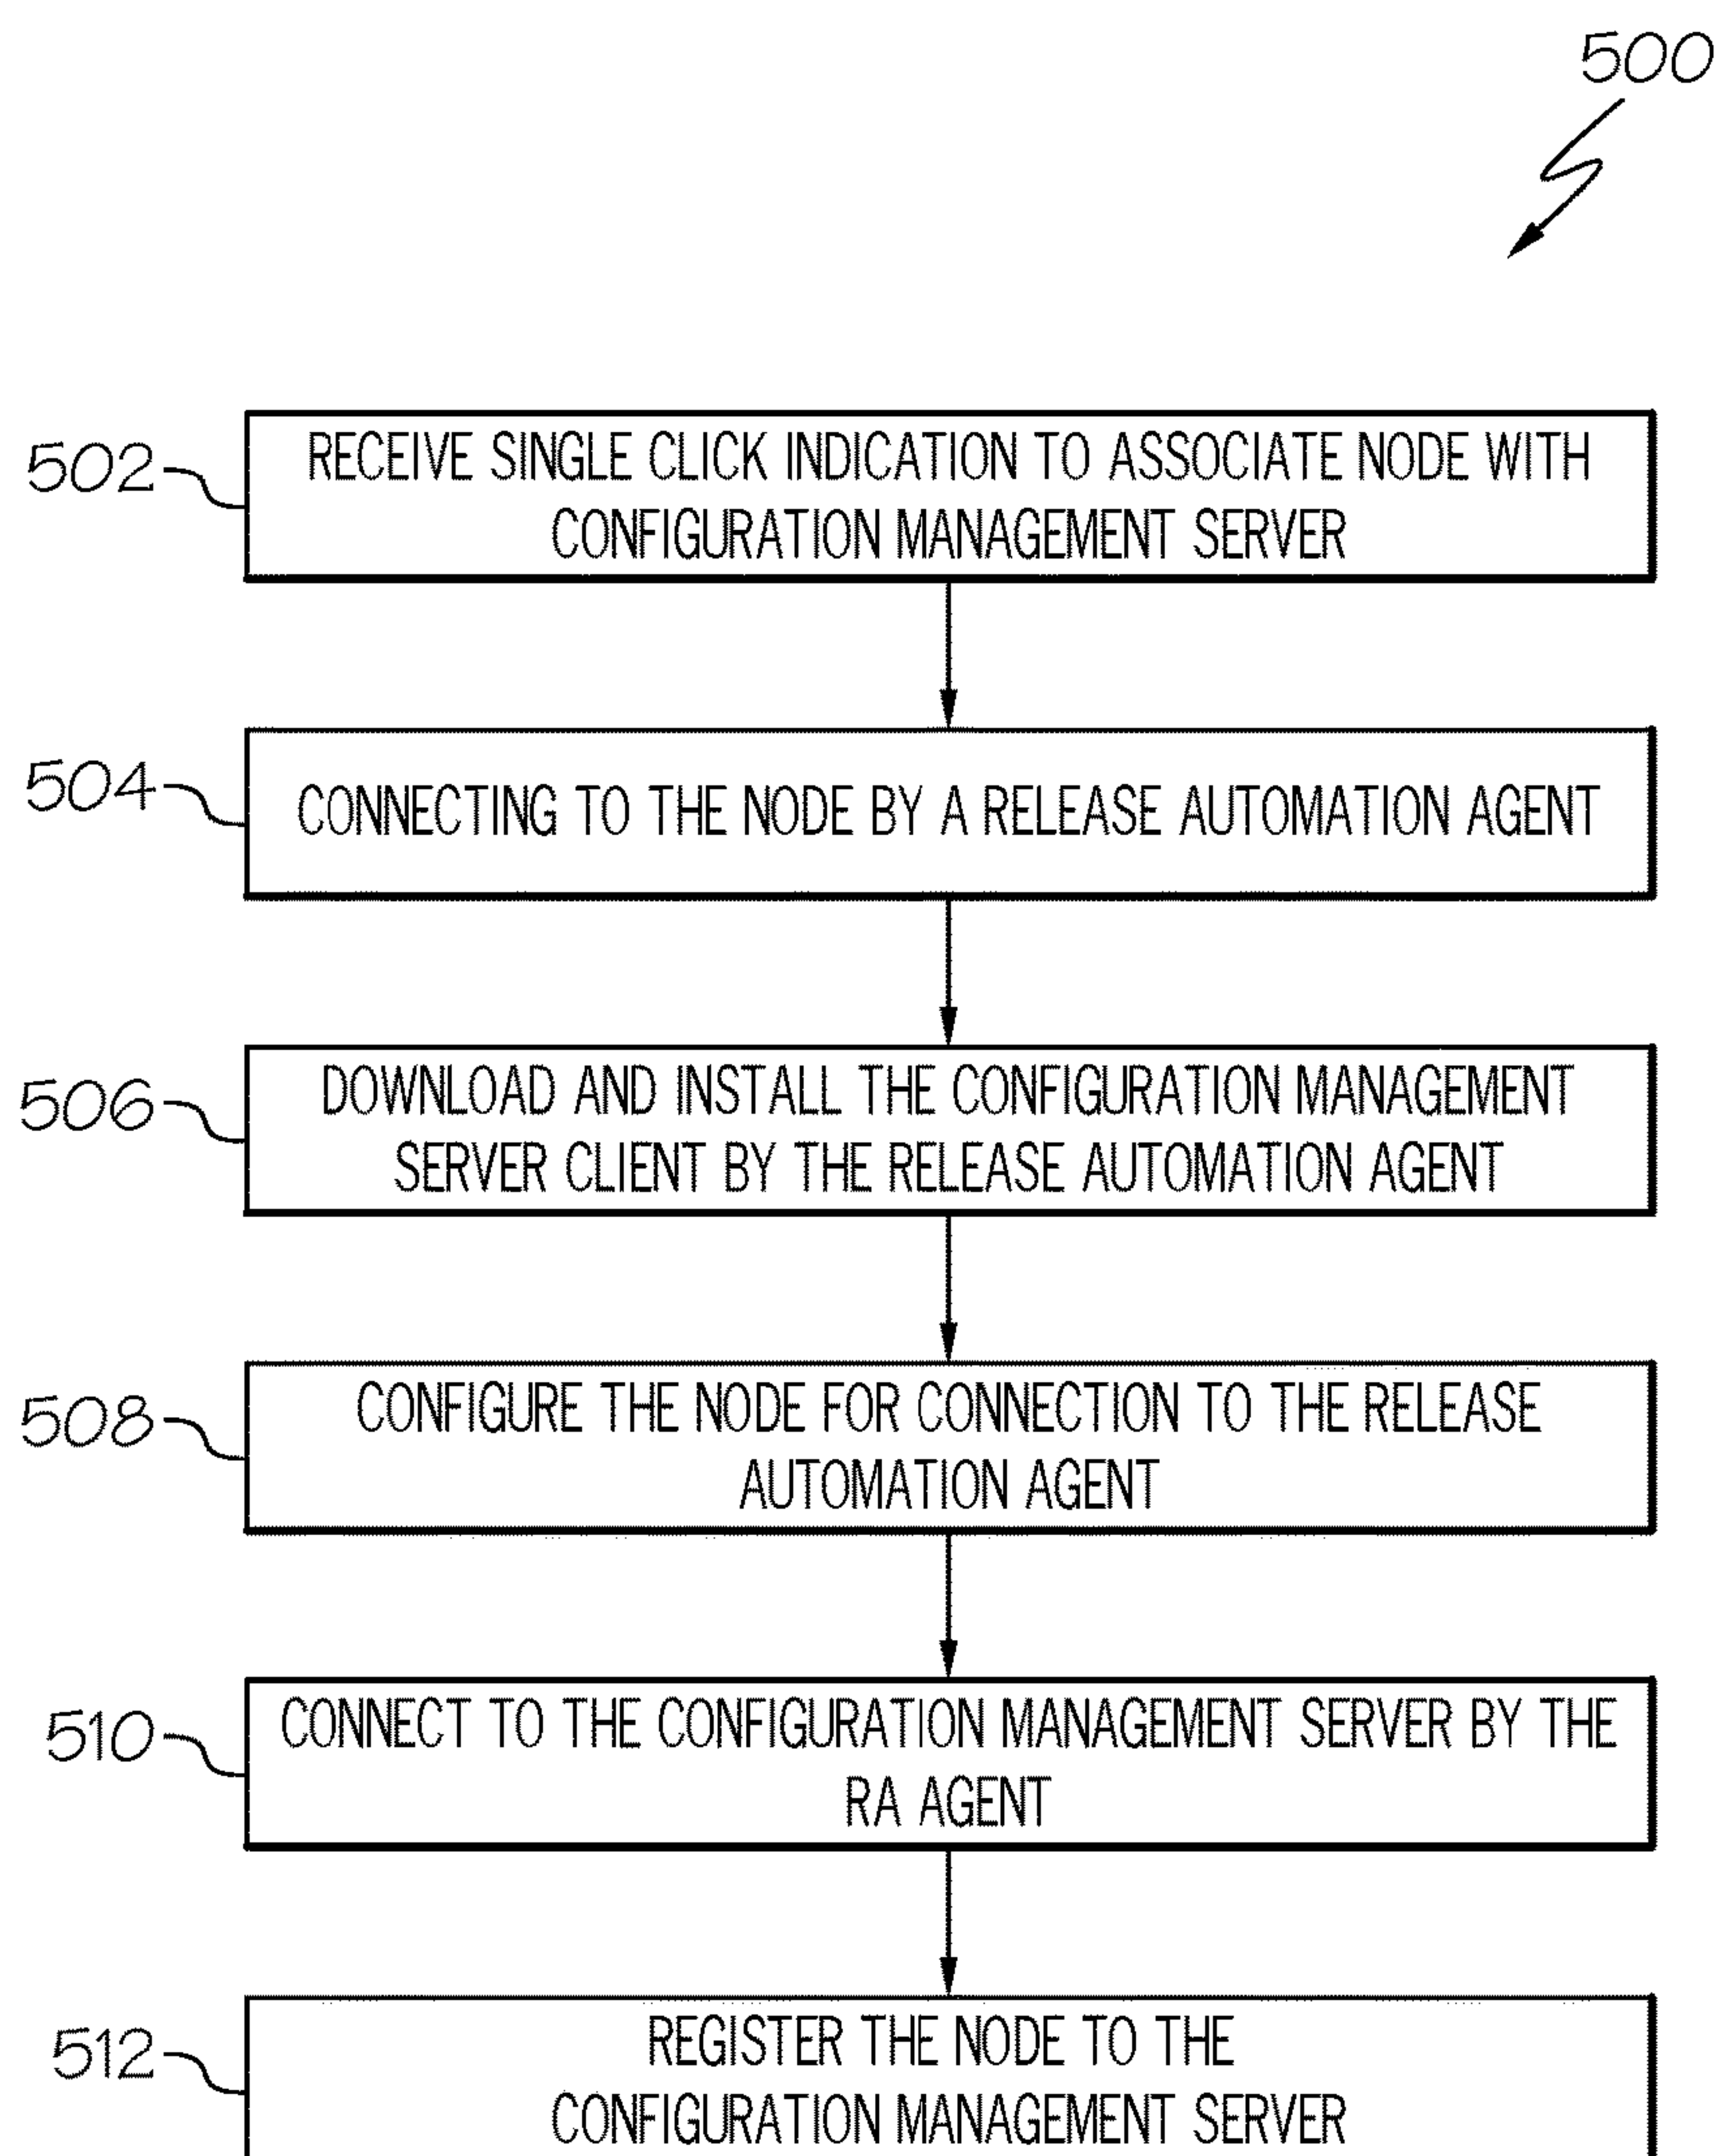 500
502
RECEIVE SINGLE CLICK INDICATION TO ASSOCIATE NODE WITH
CONFIGURATION MANAGEMENT SERVER
504
CONNECTING TO THE NODE BY A RELEASE AUTOMATION AGENT
506
DOWNLOAD AND INSTALL THE CONFIGURATION MANAGEMENT
SERVER CLIENT BY THE RELEASE AUTOMATION AGENT
508
CONFIGURE THE NODE FOR CONNECTION TO THE RELEASE
AUTOMATION AGENT
510
CONNECT TO THE CONFIGURATION MANAGEMENT SERVER BY THE
RA AGENT
512
REGISTER THE NODE TO THE
CONFIGURATION MANAGEMENT SERVER